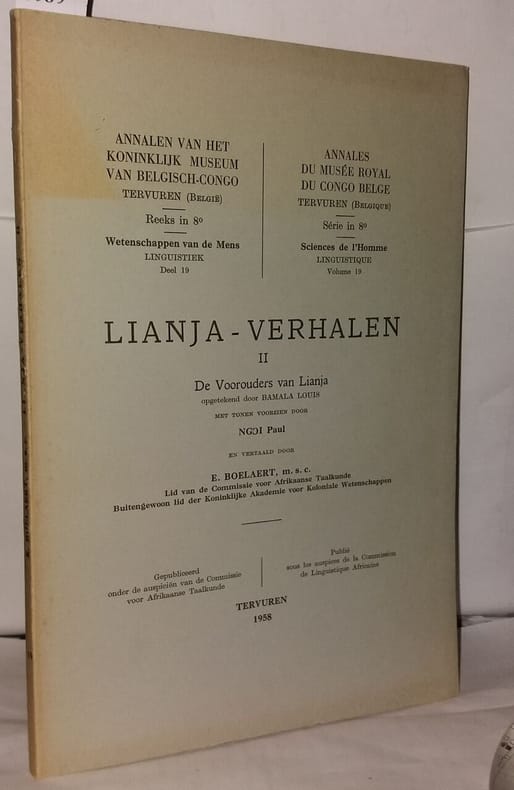 ANNALEN VAN HET
KONINKLIJK MUSEUM
VAN BELGISCH-CONGO
TERVUREN (BELGIË)
Reeks in 8º
Wetenschappen van de Mens
LINGUISTIEK
Deel 19
ANNALES
DU MUSÉE ROYAL
DU CONGO BELGE
TERVUREN (BELGIQUE)
Série in 8º
Sciences de l'Homme
LINGUISTIQUE
Volume 19
LIANJA - VERHALEN
II
De Voorouders van Lianja
opgetekend door BAMALA LOUIS
MET TONEN VOORZIEN DOOR
NGƆI Paul
EN VERTAALD DOOR
E. BOELAERT, m. s. c.
Lid van de Commissie voor Afrikaanse Taalkunde
Buitengewoon lid der Koninklijke Akademie voor Koloniale Wetenschappen
Gepubliceerd
onder de auspiciën van de Commissie
voor Afrikaanse Taalkunde
Publié
sous les auspices de la Commission
de Linguistique Africaine
TERVUREN
1958